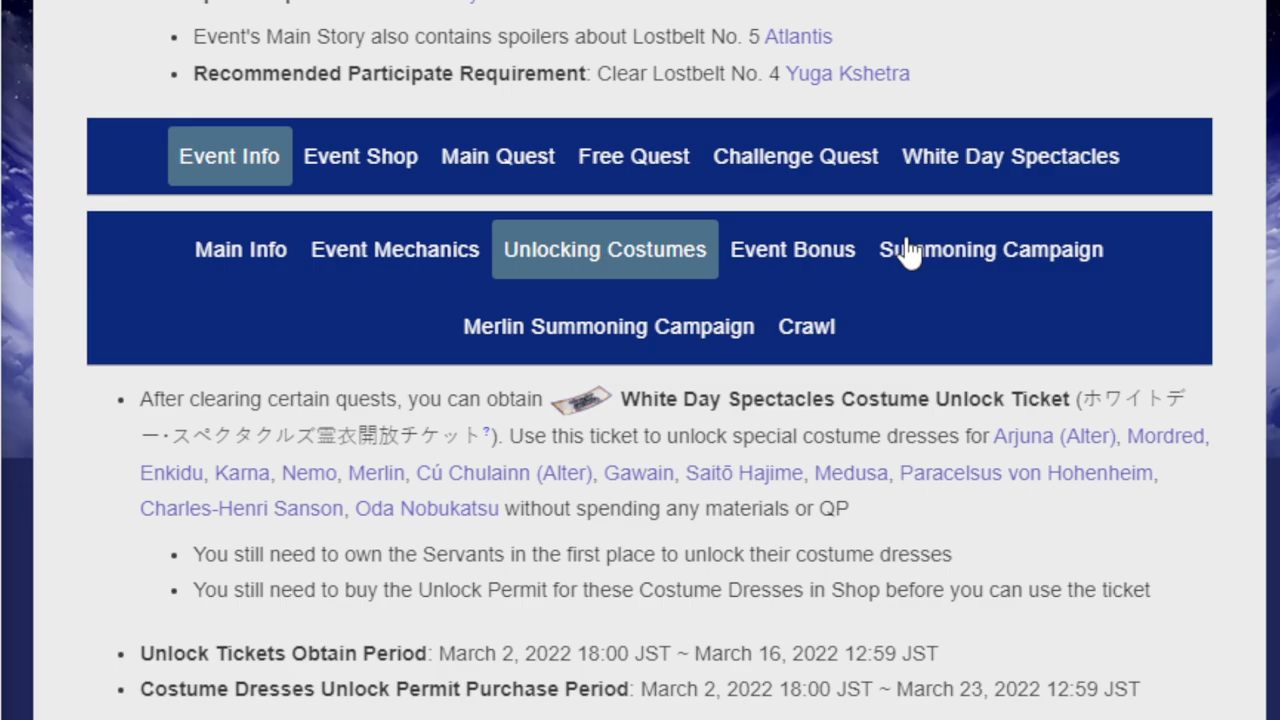 Event's Main Story also contains spoilers about Lostbelt No. 5 Atlantis
Recommended Participate Requirement: Clear Lostbelt No. 4 Yuga Kshetra
Event Info Event Shop Main Quest Free Quest Challenge Quest White Day Spectacles
Main Info Event Mechanics Unlocking Costumes Event Bonus Summoning Campaign
Merlin Summoning Campaign Crawl
After clearing certain quests, you can obtain White Day Spectacles Costume Unlock Ticket (ホワイトデ
ー・スペクタクルズ霊衣開放チケット?). Use this ticket to unlock special costume dresses for Arjuna (Alter), Mordred,
Enkidu, Karna, Nemo, Merlin, Cú Chulainn (Alter), Gawain, Saitō Hajime, Medusa, Paracelsus von Hohenheim,
Charles-Henri Sanson, Oda Nobukatsu without spending any materials or QP
You still need to own the Servants in the first place to unlock their costume dresses
You still need to buy the Unlock Permit for these Costume Dresses in Shop before you can use the ticket
Unlock Tickets Obtain Period: March 2, 2022 18:00 JST ~ March 16, 2022 12:59 JST
Costume Dresses Unlock Permit Purchase Period: March 2, 2022 18:00 JST ~ March 23, 2022 12:59 JST